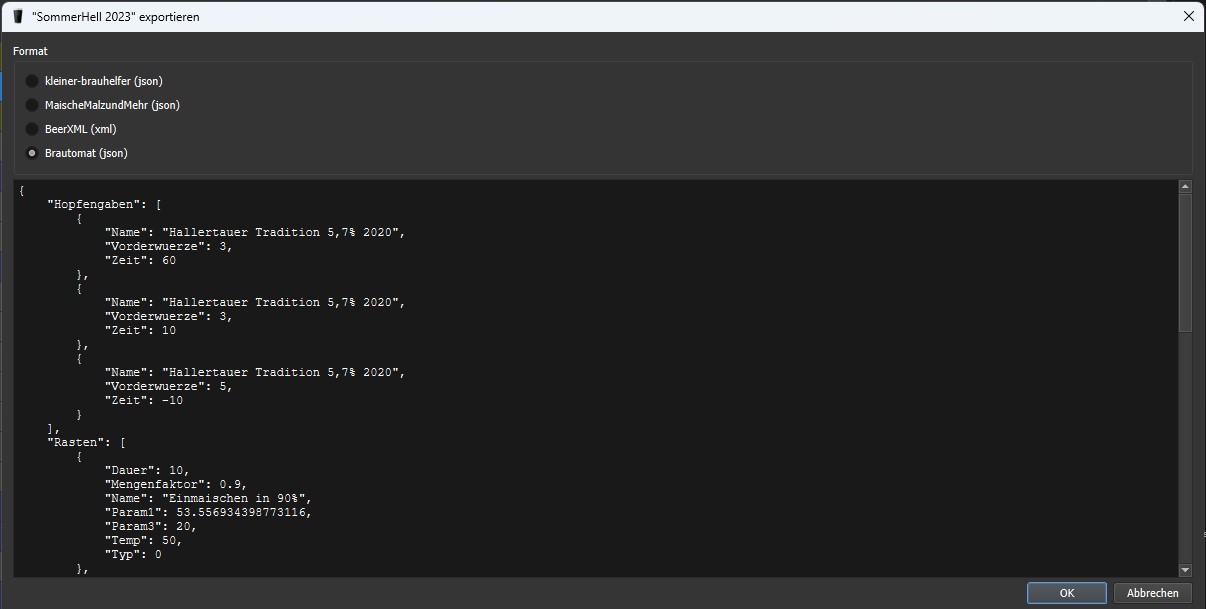 "SommerHell 2023" exportieren
Format
kleiner-brauhelfer (json)
MaischeMalzundMehr (json)
BeerXML (xml)
Brautomat (json)
{
    "Hopfengaben": [
        {
            "Name": "Hallertauer Tradition 5,7% 2020",
            "Vorderwuerze": 3,
            "Zeit": 60
        },
        {
            "Name": "Hallertauer Tradition 5,7% 2020",
            "Vorderwuerze": 3,
            "Zeit": 10
        },
        {
            "Name": "Hallertauer Tradition 5,7% 2020",
            "Vorderwuerze": 5,
            "Zeit": -10
        }
    ],
    "Rasten": [
        {
            "Dauer": 10,
            "Mengenfaktor": 0.9,
            "Name": "Einmaischen in 90%",
            "Param1": 53.556934398773116,
            "Param3": 20,
            "Temp": 50,
            "Typ": 0
        },
OK Abbrechen